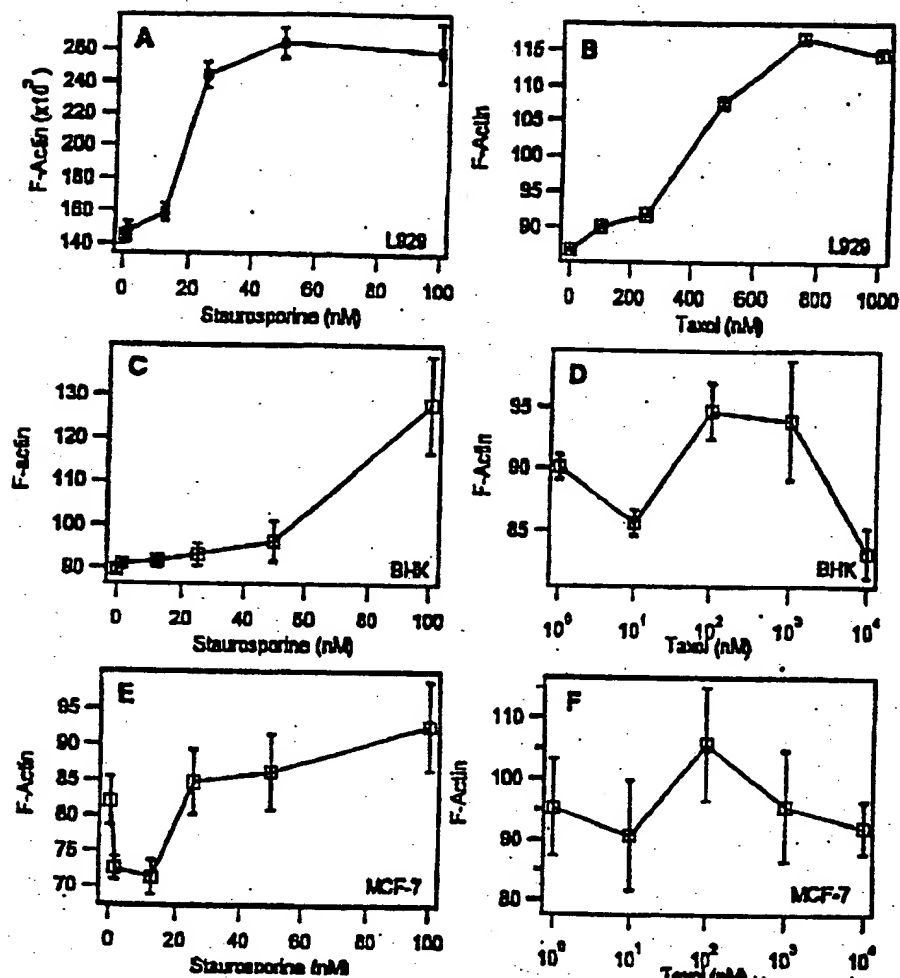 A
F-Actin (x10³)
260
240
220
200
180
160
140
L929
0 20 40 60 80 100
Staurosporine (nM)
B
F-Actin
115
110
105
100
95
90
L929
0 200 400 600 800 1000
Taxol (nM)
C
F-actin
130
120
110
100
90
BHK
0 20 40 60 80 100
Staurosporine (nM)
D
F-Actin
95
90
85
BHK
10⁰ 10¹ 10² 10³ 10⁴
Taxol (nM)
E
F-Actin
95
90
85
80
75
70
MCF-7
0 20 40 60 80 100
Staurosporine (nM)
F
F-Actin
110
100
90
80
MCF-7
10⁰ 10¹ 10² 10³ 10⁴
Taxol (nM)